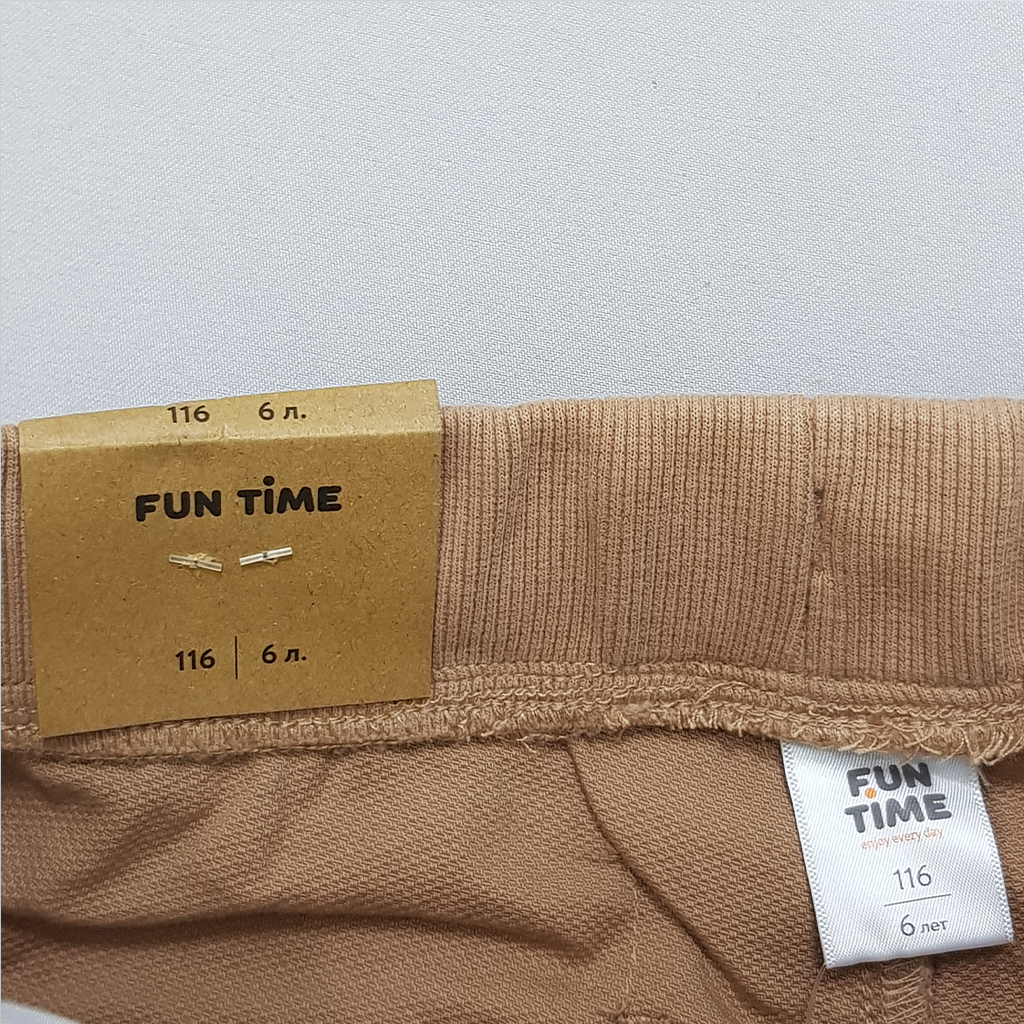 116 6 л.
FUN TiME
116 | 6 л.
FUN
TiME
enjoy every day
116
6 лет